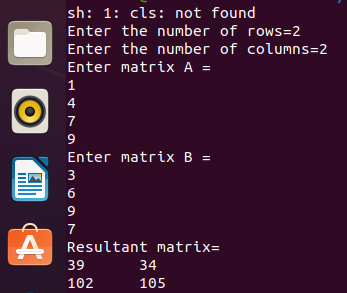 sh: 1: cls: not found
Enter the number of rows=2
Enter the number of columns=2
Enter matrix A =
1
4
7
9
Enter matrix B =
3
6
9
7
Resultant matrix=
39 34
102 105